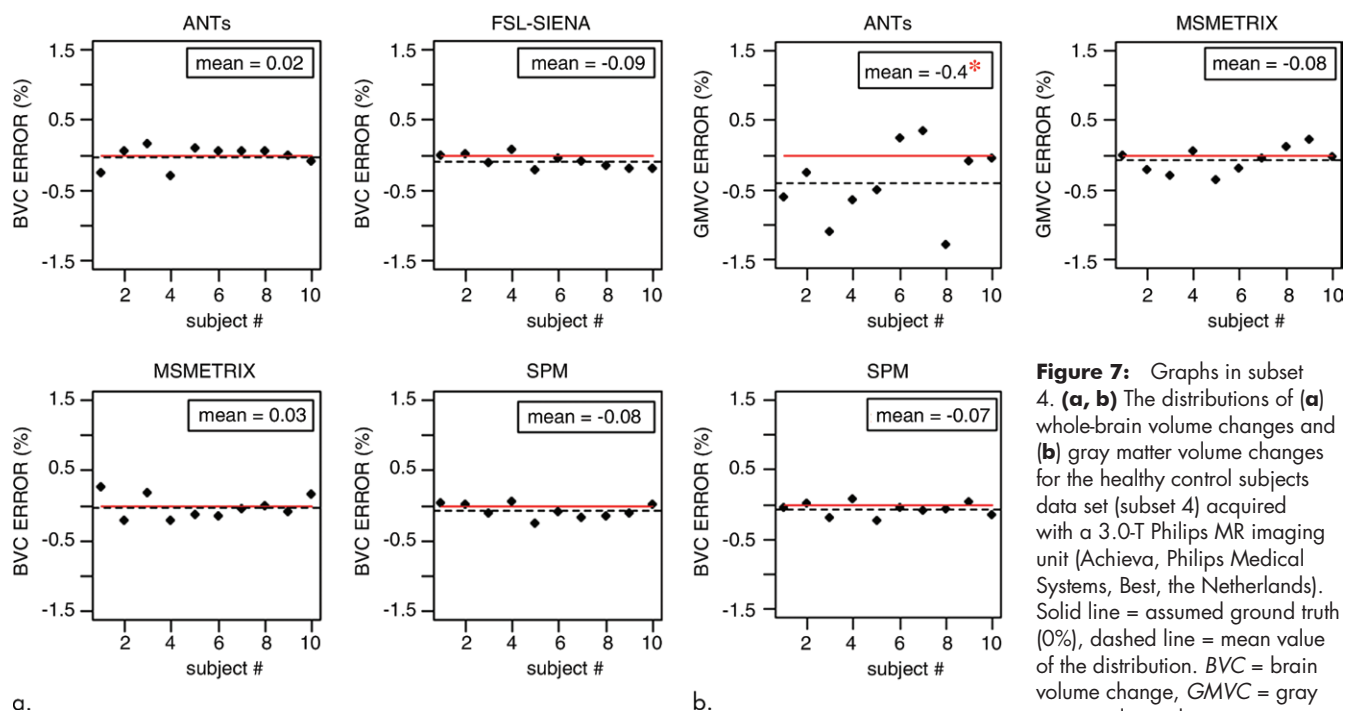 ANTs
mean = 0.02
BVC ERROR (%)
1.5
0.5
-0.5
-1.5
2 4 6 8 10
subject #
FSL-SIENA
mean = -0.09
BVC ERROR (%)
1.5
0.5
-0.5
-1.5
2 4 6 8 10
subject #
MSMETRIX
mean = 0.03
BVC ERROR (%)
1.5
0.5
-0.5
-1.5
2 4 6 8 10
subject #
SPM
mean = -0.08
BVC ERROR (%)
1.5
0.5
-0.5
-1.5
2 4 6 8 10
subject #
a.
ANTs
mean = -0.4*
GMVC ERROR (%)
1.5
0.5
-0.5
-1.5
2 4 6 8 10
subject #
MSMETRIX
mean = -0.08
GMVC ERROR (%)
1.5
0.5
-0.5
-1.5
2 4 6 8 10
subject #
SPM
mean = -0.07
BVC ERROR (%)
1.5
0.5
-0.5
-1.5
2 4 6 8 10
subject #
b.
Figure 7: Graphs in subset
4. (a, b) The distributions of (a)
whole-brain volume changes and
(b) gray matter volume changes
for the healthy control subjects
data set (subset 4) acquired
with a 3.0-T Philips MR imaging
unit (Achieva, Philips Medical
Systems, Best, the Netherlands).
Solid line = assumed ground truth
(0%), dashed line = mean value
of the distribution. BVC = brain
volume change, GMVC = gray